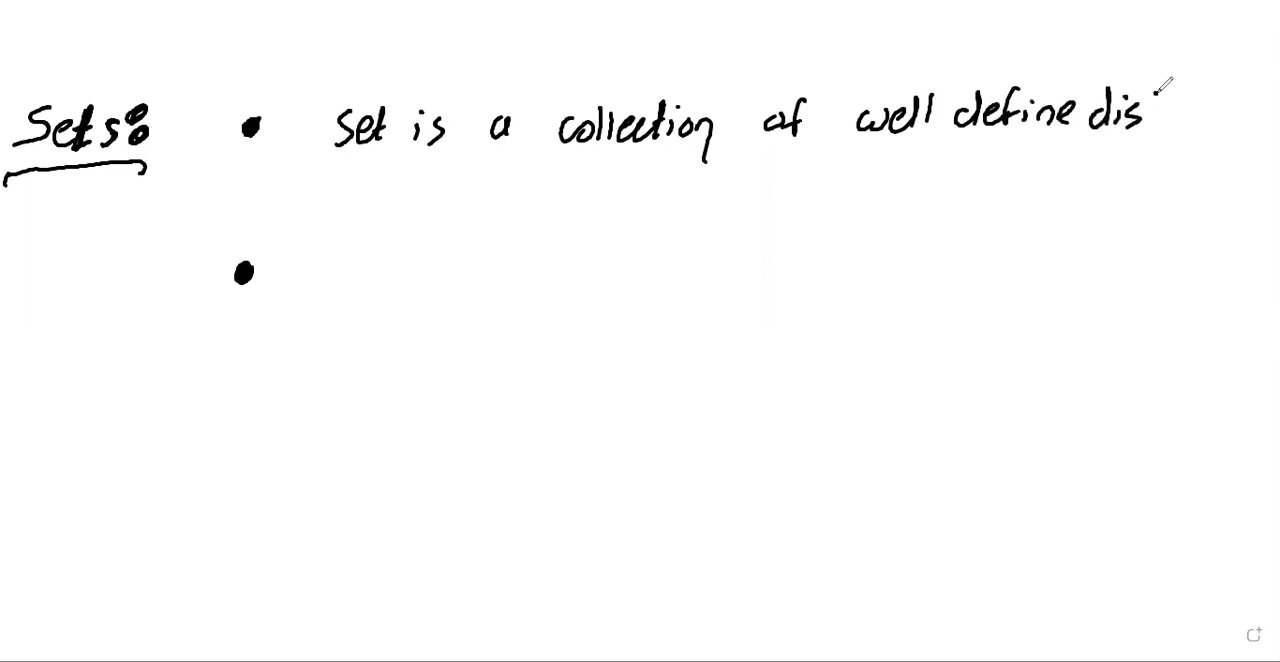 Sets: • Set is a collection of well define dis
•